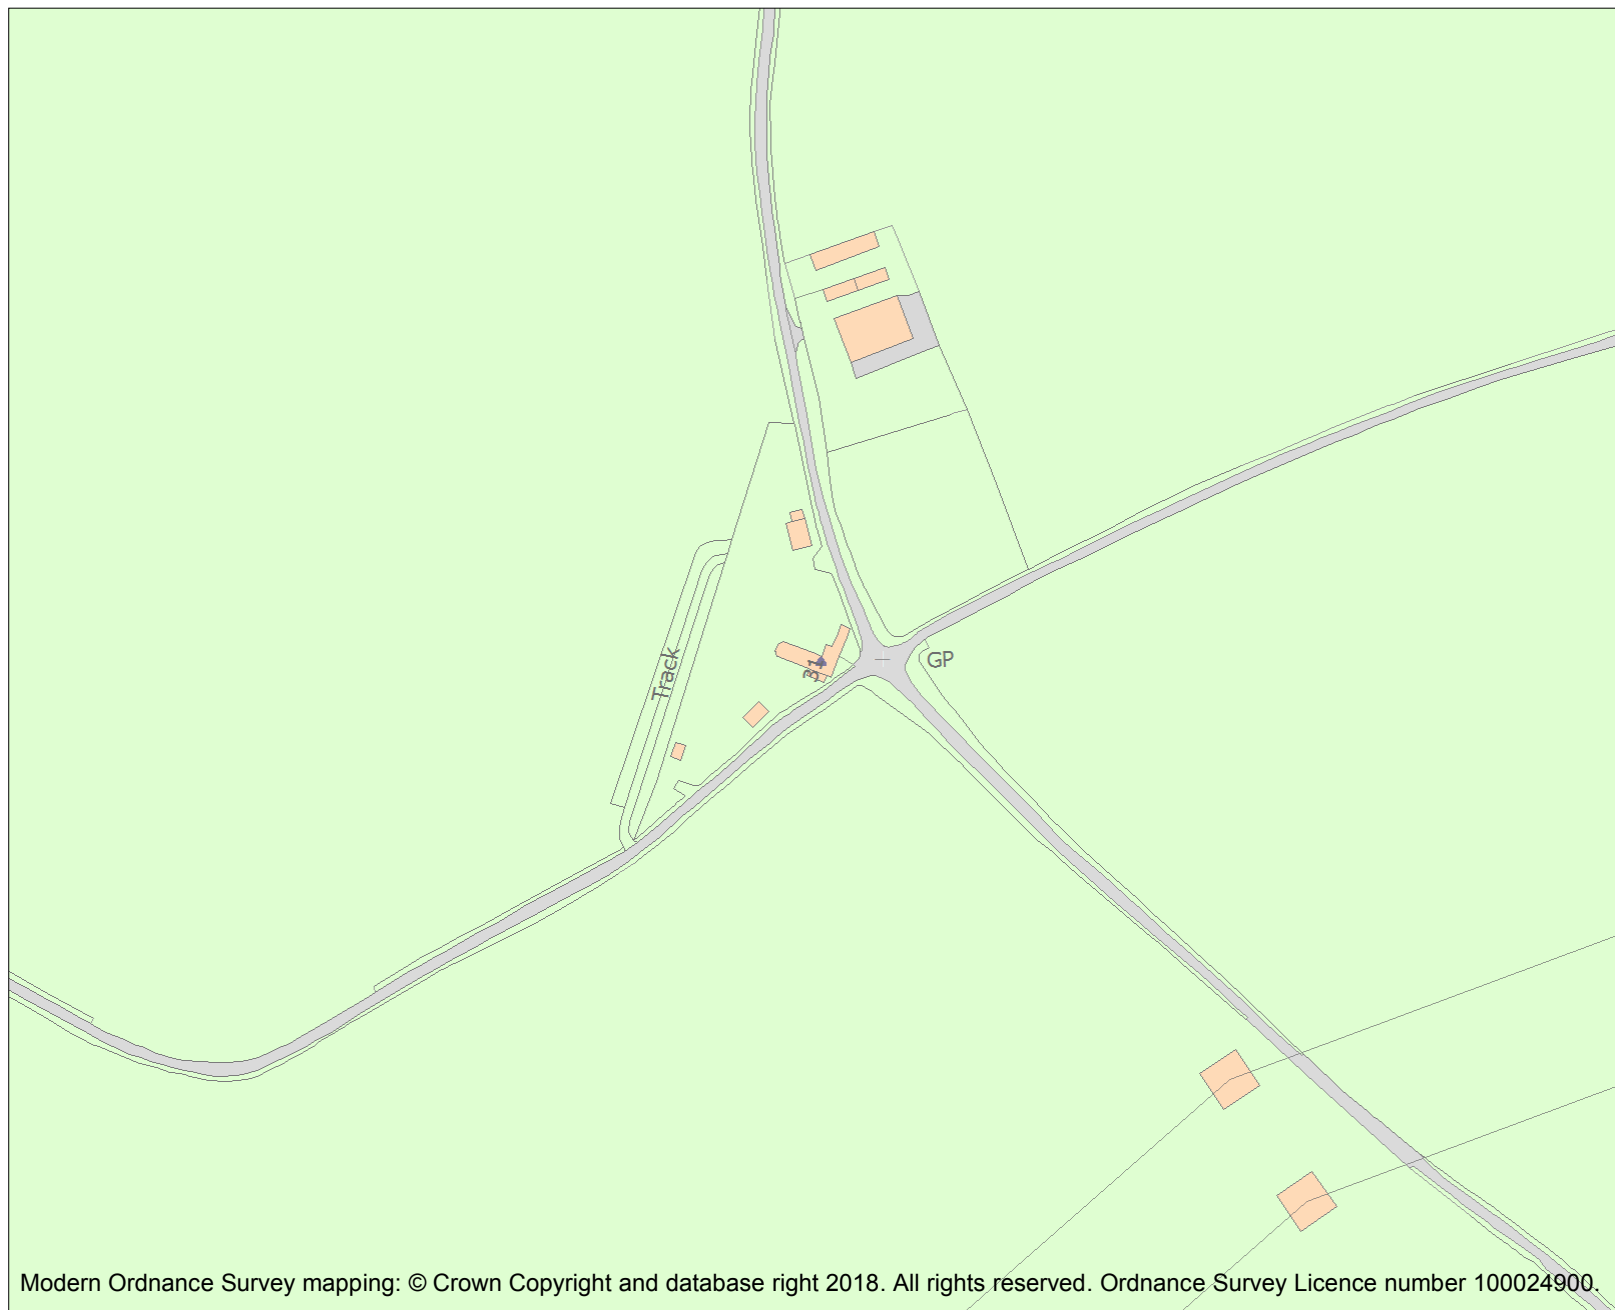 GP
31
Track
Modern Ordnance Survey mapping: © Crown Copyright and database right 2018. All rights reserved. Ordnance Survey Licence number 100024900.